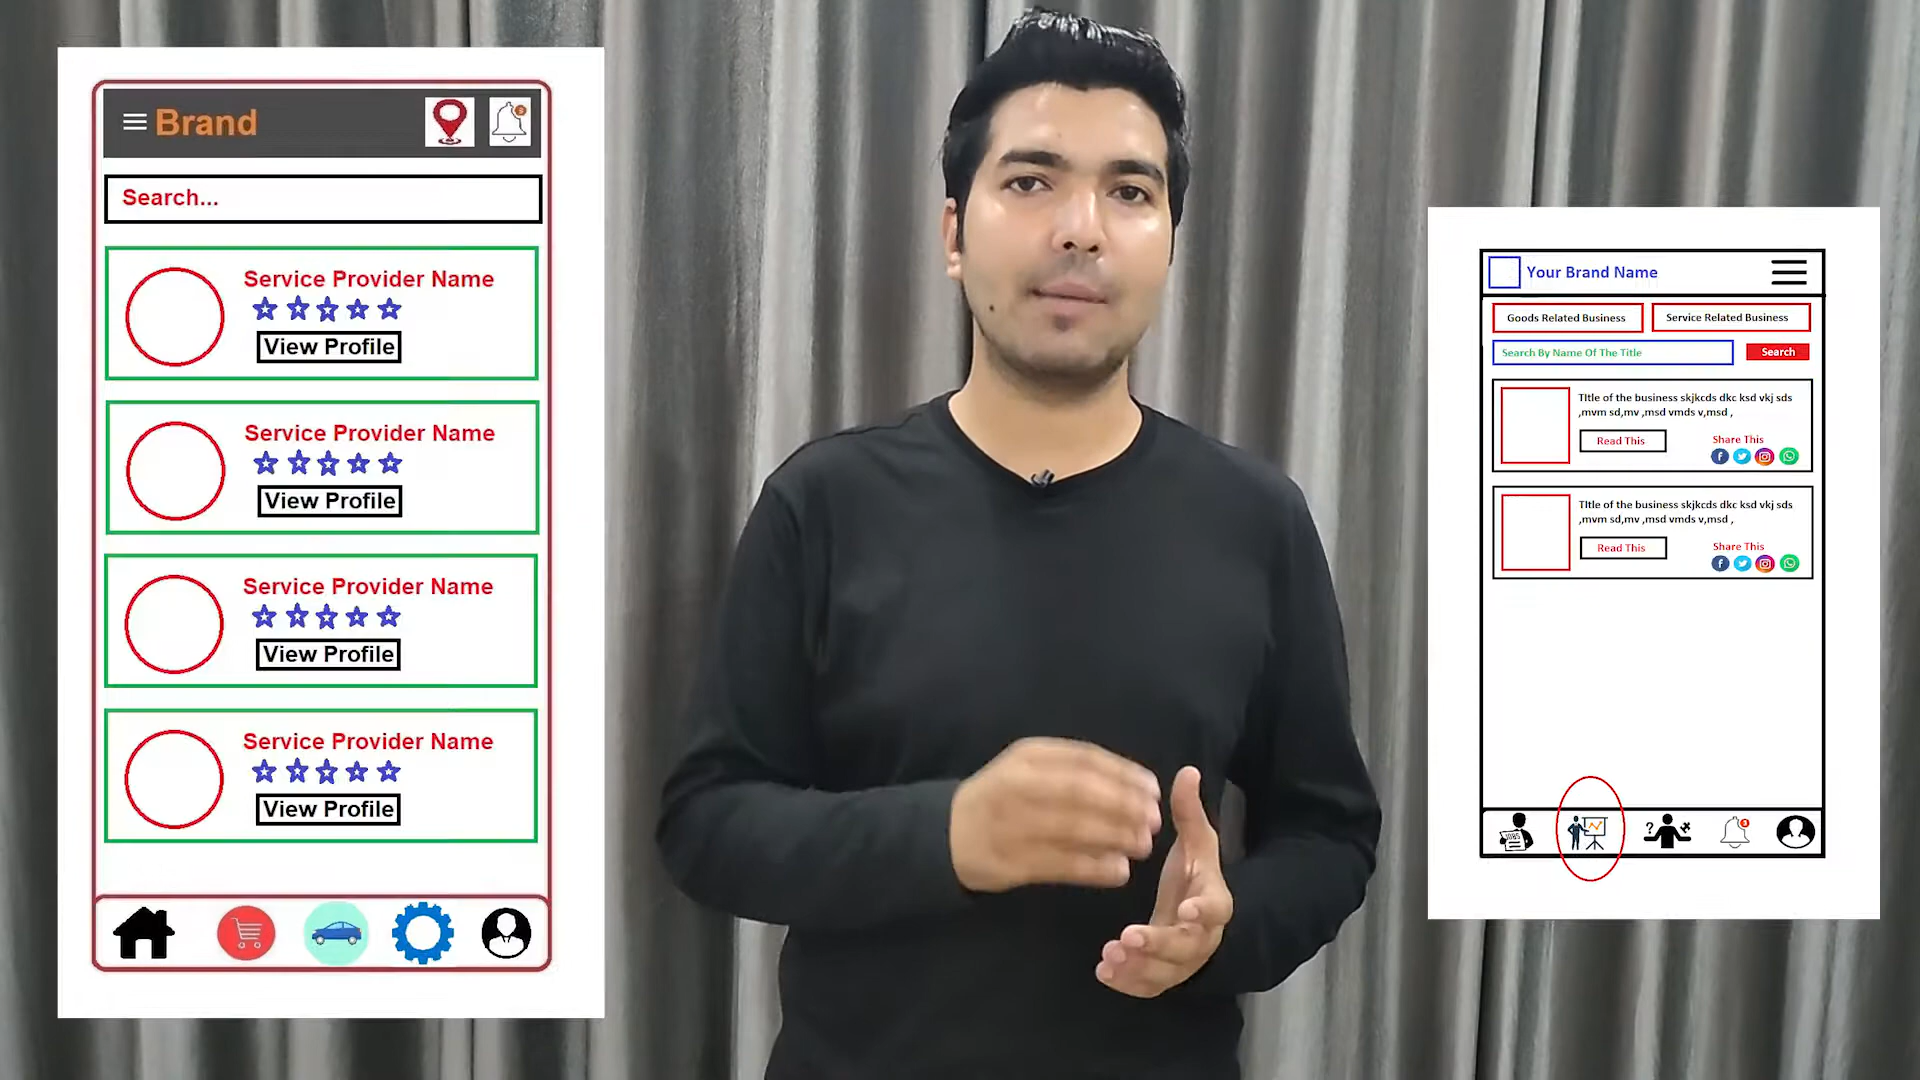 Brand
Search...
Service Provider Name
View Profile
Service Provider Name
View Profile
Service Provider Name
View Profile
Service Provider Name
View Profile
Your Brand Name
Goods Related Business
Service Related Business
Search By Name Of The Title
Search
TItle of the business skjkcds dkc ksd vkj sds
,mvm sd,mv ,msd vmds v,msd ,
Read This
Share This
TItle of the business skjkcds dkc ksd vkj sds
,mvm sd,mv ,msd vmds v,msd ,
Read This
Share This
JOBS
3